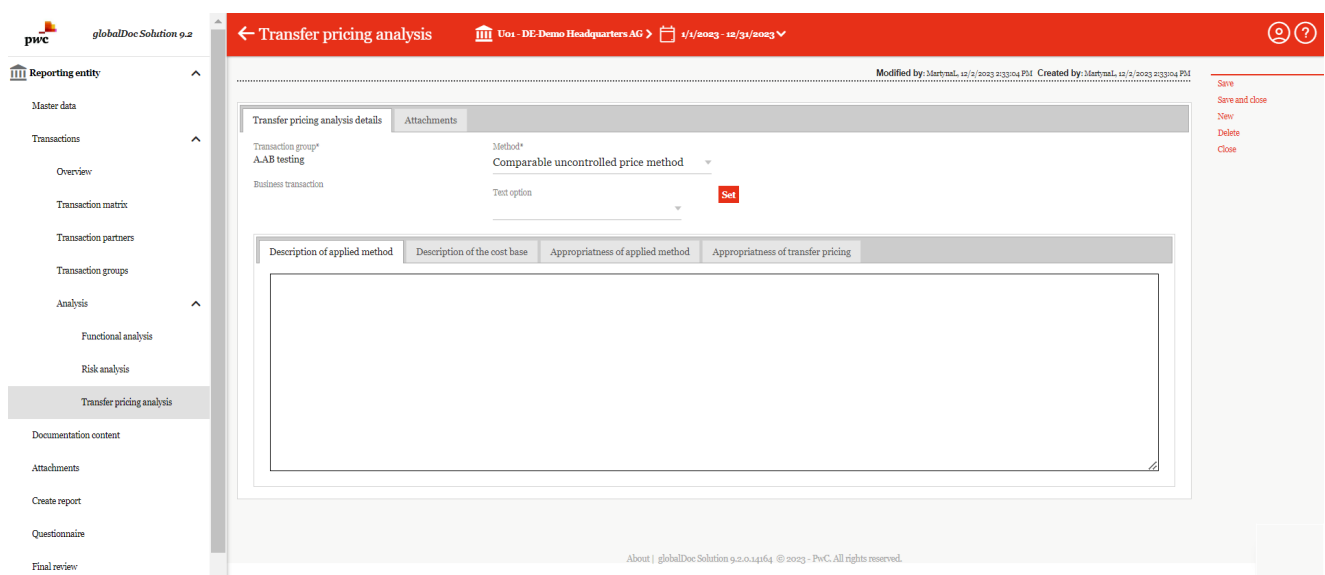 pwc
globalDoc Solution 9.2
Reporting entity
Master data
Transactions
Overview
Transaction matrix
Transaction partners
Transaction groups
Analysis
Functional analysis
Risk analysis
Transfer pricing analysis
Documentation content
Attachments
Create report
Questionnaire
Final review
Transfer pricing analysis U01 - DE-Demo Headquarters AG 1/1/2023 - 12/31/2023
Modified by: MartynaL, 12/2/2023 2:33:04 PM Created by: MartynaL, 12/2/2023 2:33:04 PM
Transfer pricing analysis details Attachments
Transaction group* Method*
A.AB testing Comparable uncontrolled price method
Business transaction Text option Set
Description of applied method Description of the cost base Appropriatness of applied method Appropriatness of transfer pricing
Save
Save and close
New
Delete
Close
About | globalDoc Solution 9.2.0.14164 © 2023 - PwC. All rights reserved.